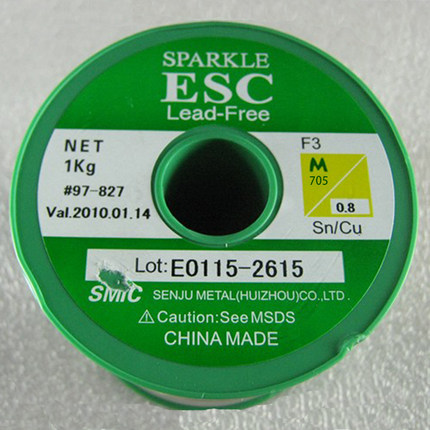 SPARKLE
ESC
Lead-Free
NET
1Kg
#97-827
Val.2010.01.14
F3
M
705
0.8
Sn/Cu
Lot:E0115-2615
SMIC SENJU METAL(HUIZHOU)CO.,LTD.
⚠Caution:See MSDS
CHINA MADE